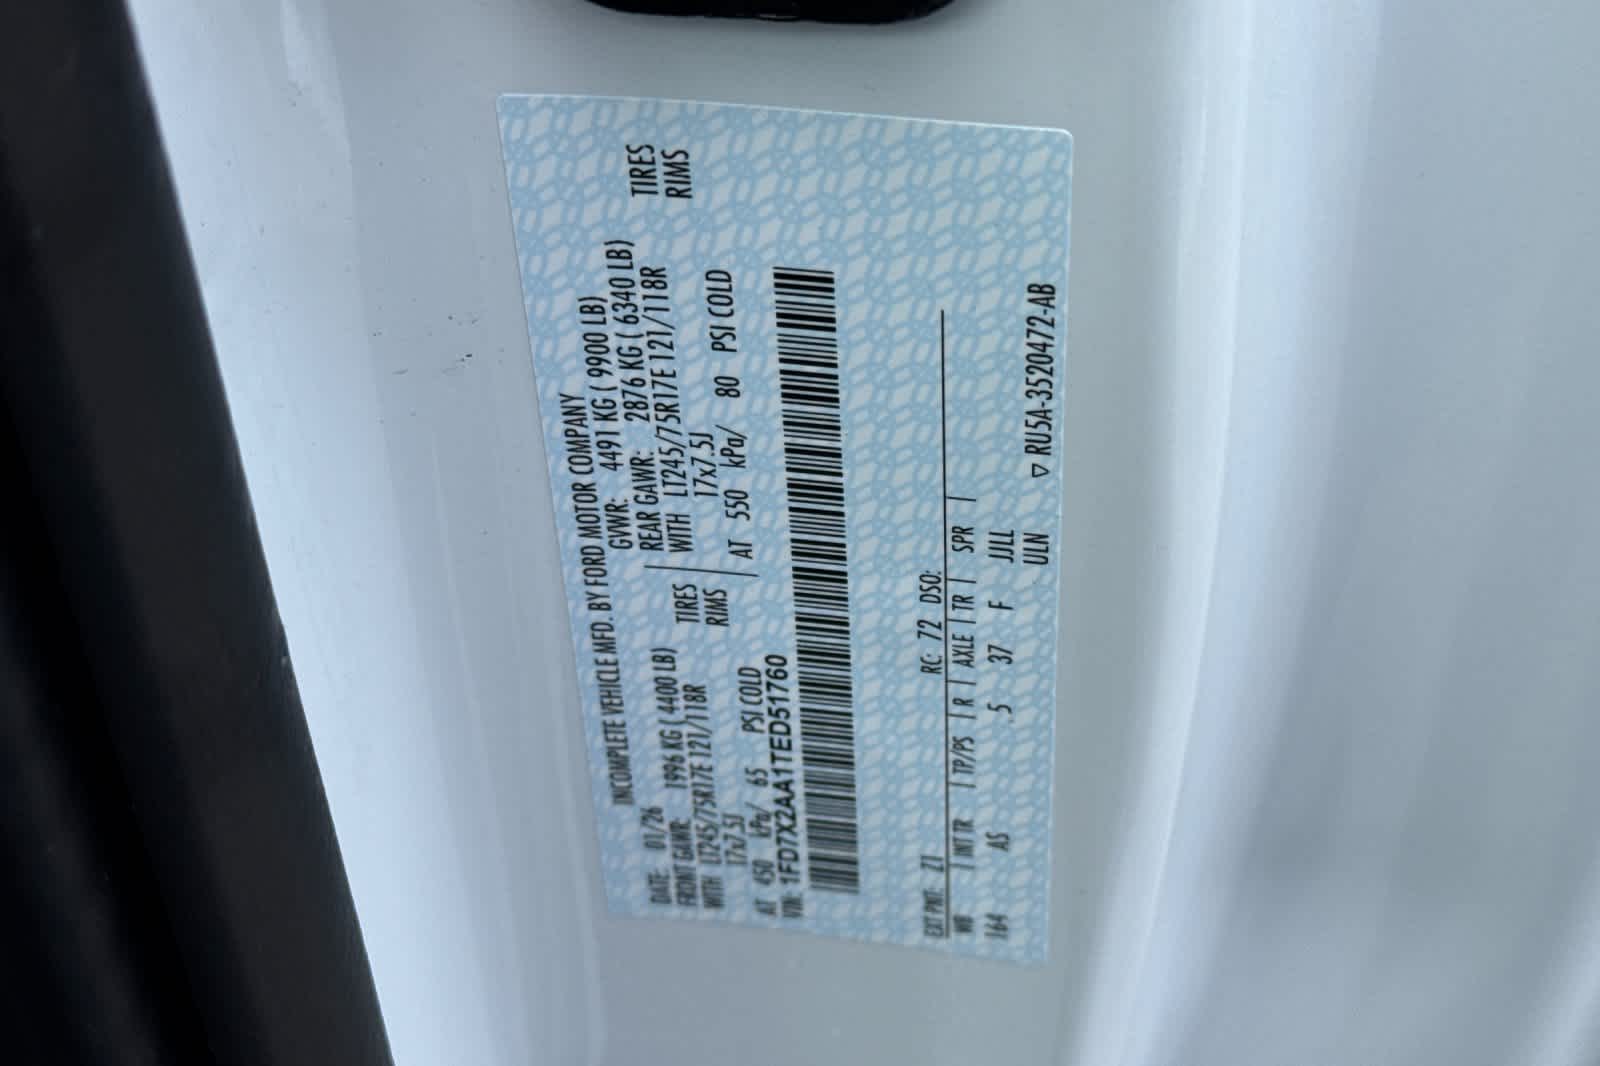 INCOMPLETE VEHICLE MFD. BY FORD MOTOR COMPANY
DATE: 01/26 GVWR: 4491 KG ( 9900 LB)
FRONT GAWR: 1996 KG ( 4400 LB) REAR GAWR: 2876 KG ( 6340 LB)
WITH LT245/75R17E 121/118R TIRES WITH LT245/75R17E 121/118R TIRES
17x7.5J RIMS 17x7.5J RIMS
AT 450 kPa/ 65 PSI COLD AT 550 kPa/ 80 PSI COLD
VIN: 1FD7X2AA1TED51760
EXT PNT: Z1 RC: 72 DSO:
WB | INT TR | TP/PS | R | AXLE | TR | SPR |
164 AS 5 37 F JJLL
ULN ▽ RU5A-3520472-AB